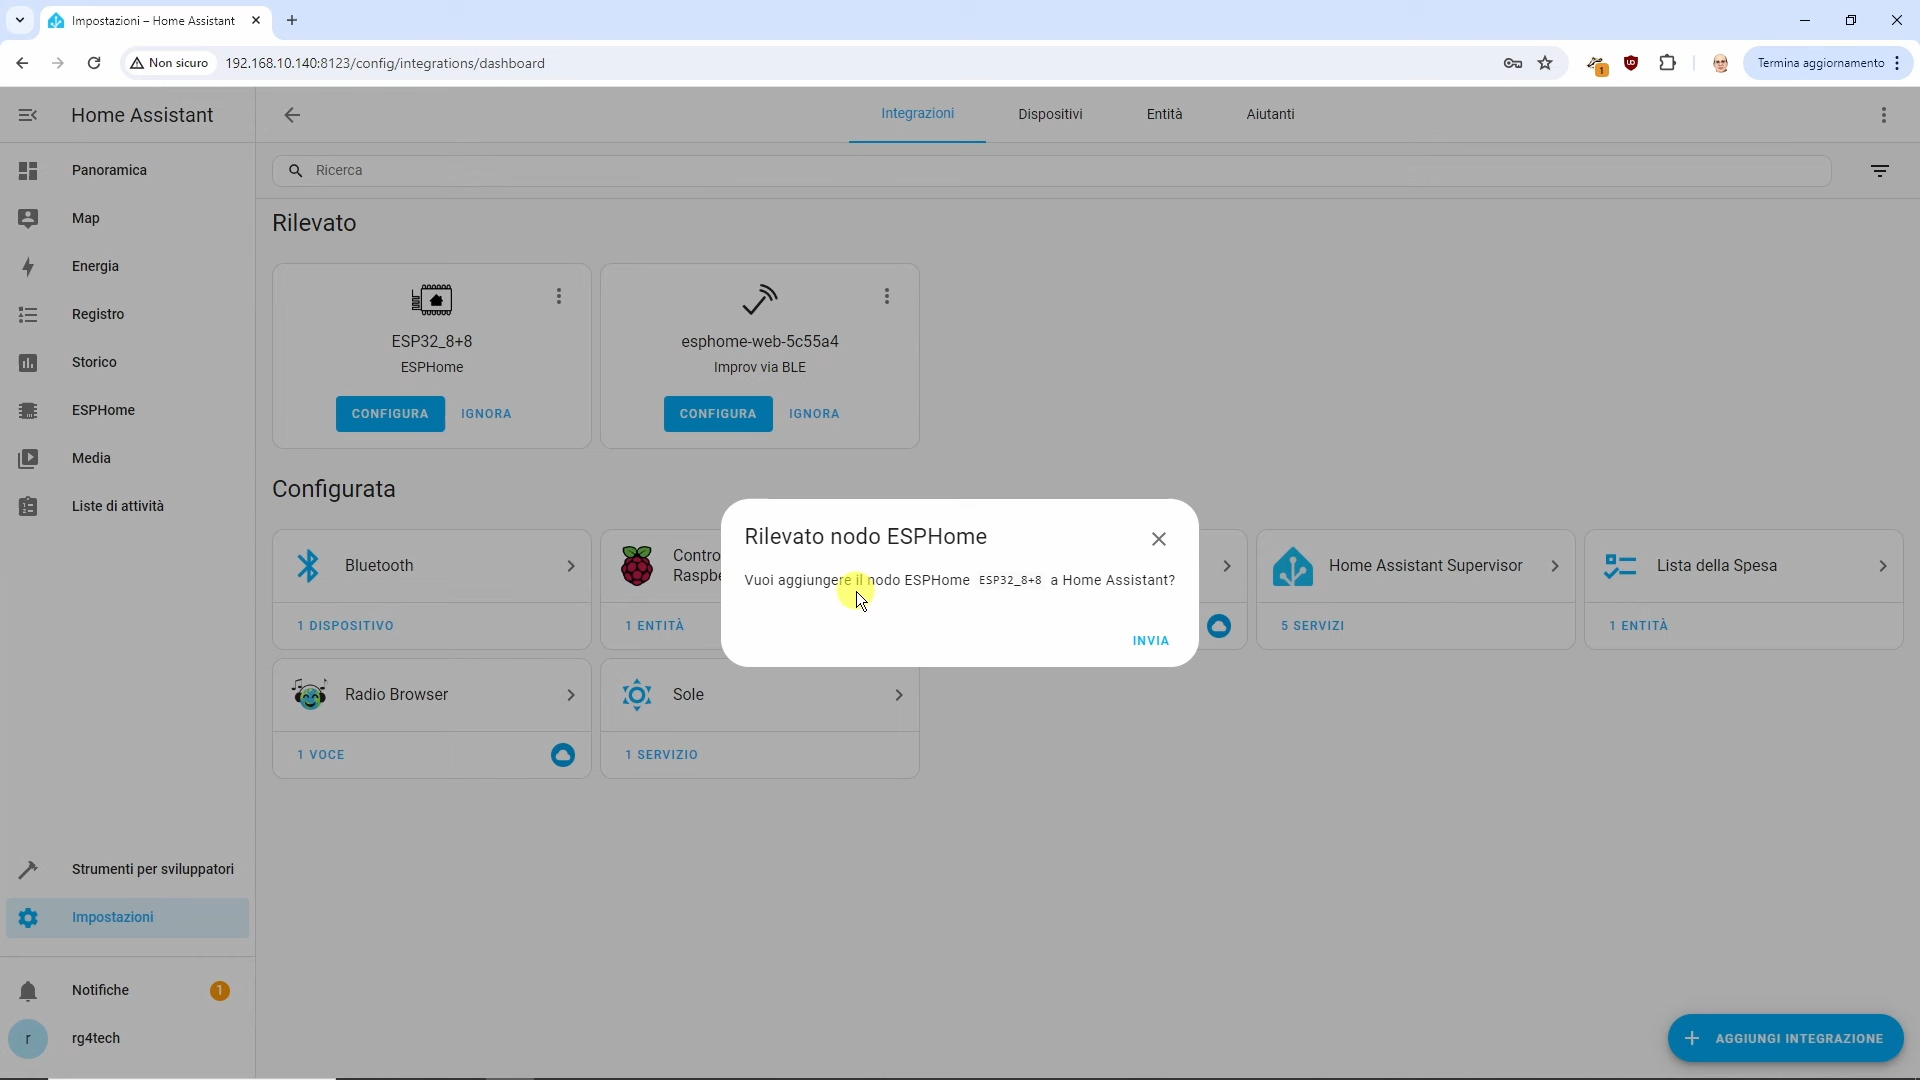 Impostazioni – Home Assistant
Non sicuro
192.168.10.140:8123/config/integrations/dashboard
1
Termina aggiornamento
Home Assistant
Integrazioni
Dispositivi
Entità
Aiutanti
Panoramica
Map
Energia
Registro
Storico
ESPHome
Media
Liste di attività
Strumenti per sviluppatori
Impostazioni
Notifiche
1
r
rg4tech
Ricerca
Rilevato
ESP32_8+8
ESPHome
CONFIGURA
IGNORA
esphome-web-5c55a4
Improv via BLE
CONFIGURA
IGNORA
Configurata
Bluetooth
1 DISPOSITIVO
Contro
Raspbe
1 ENTITÀ
Home Assistant Supervisor
5 SERVIZI
Lista della Spesa
1 ENTITÀ
Radio Browser
1 VOCE
Sole
1 SERVIZIO
Rilevato nodo ESPHome
Vuoi aggiungere il nodo ESPHome ESP32_8+8 a Home Assistant?
INVIA
AGGIUNGI INTEGRAZIONE